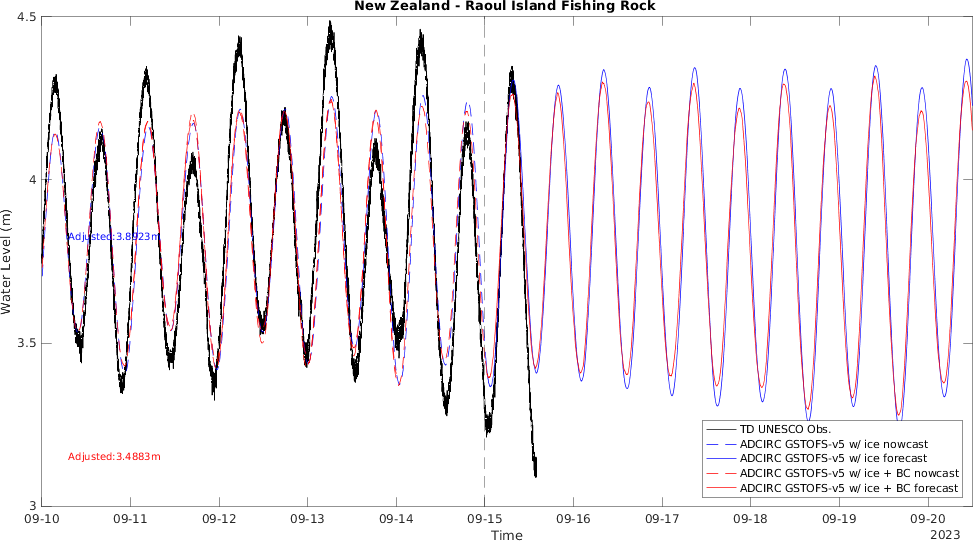 New Zealand - Raoul Island Fishing Rock
4.5
4
3.5
3
Water Level (m)
Adjusted:3.8923m
Adjusted:3.4883m
TD UNESCO Obs.
ADCIRC GSTOFS-v5 w/ ice nowcast
ADCIRC GSTOFS-v5 w/ ice forecast
ADCIRC GSTOFS-v5 w/ ice + BC nowcast
ADCIRC GSTOFS-v5 w/ ice + BC forecast
09-10 09-11 09-12 09-13 09-14 09-15 09-16 09-17 09-18 09-19 09-20
Time
2023